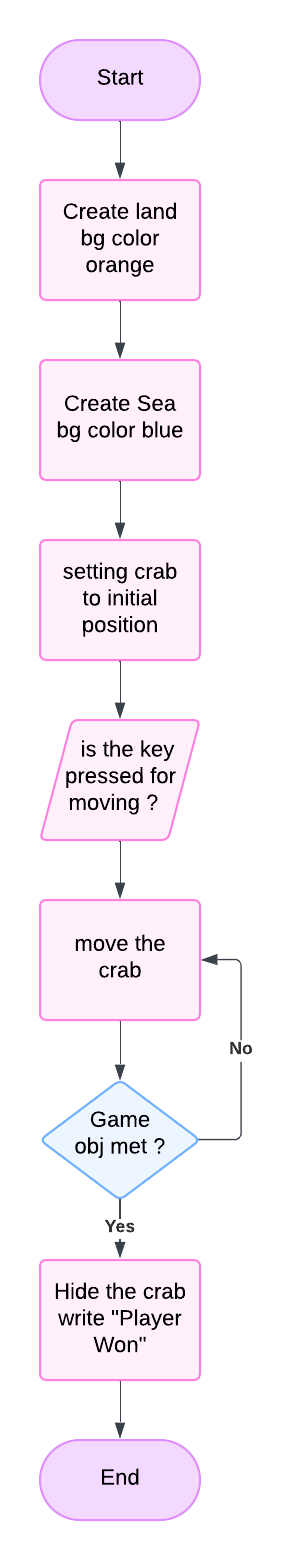 Start
Create land
bg color
orange
Create Sea
bg color blue
setting crab
to initial
position
is the key
pressed for
moving ?
move the
crab
No
Game
obj met ?
Yes
Hide the crab
write "Player
Won"
End